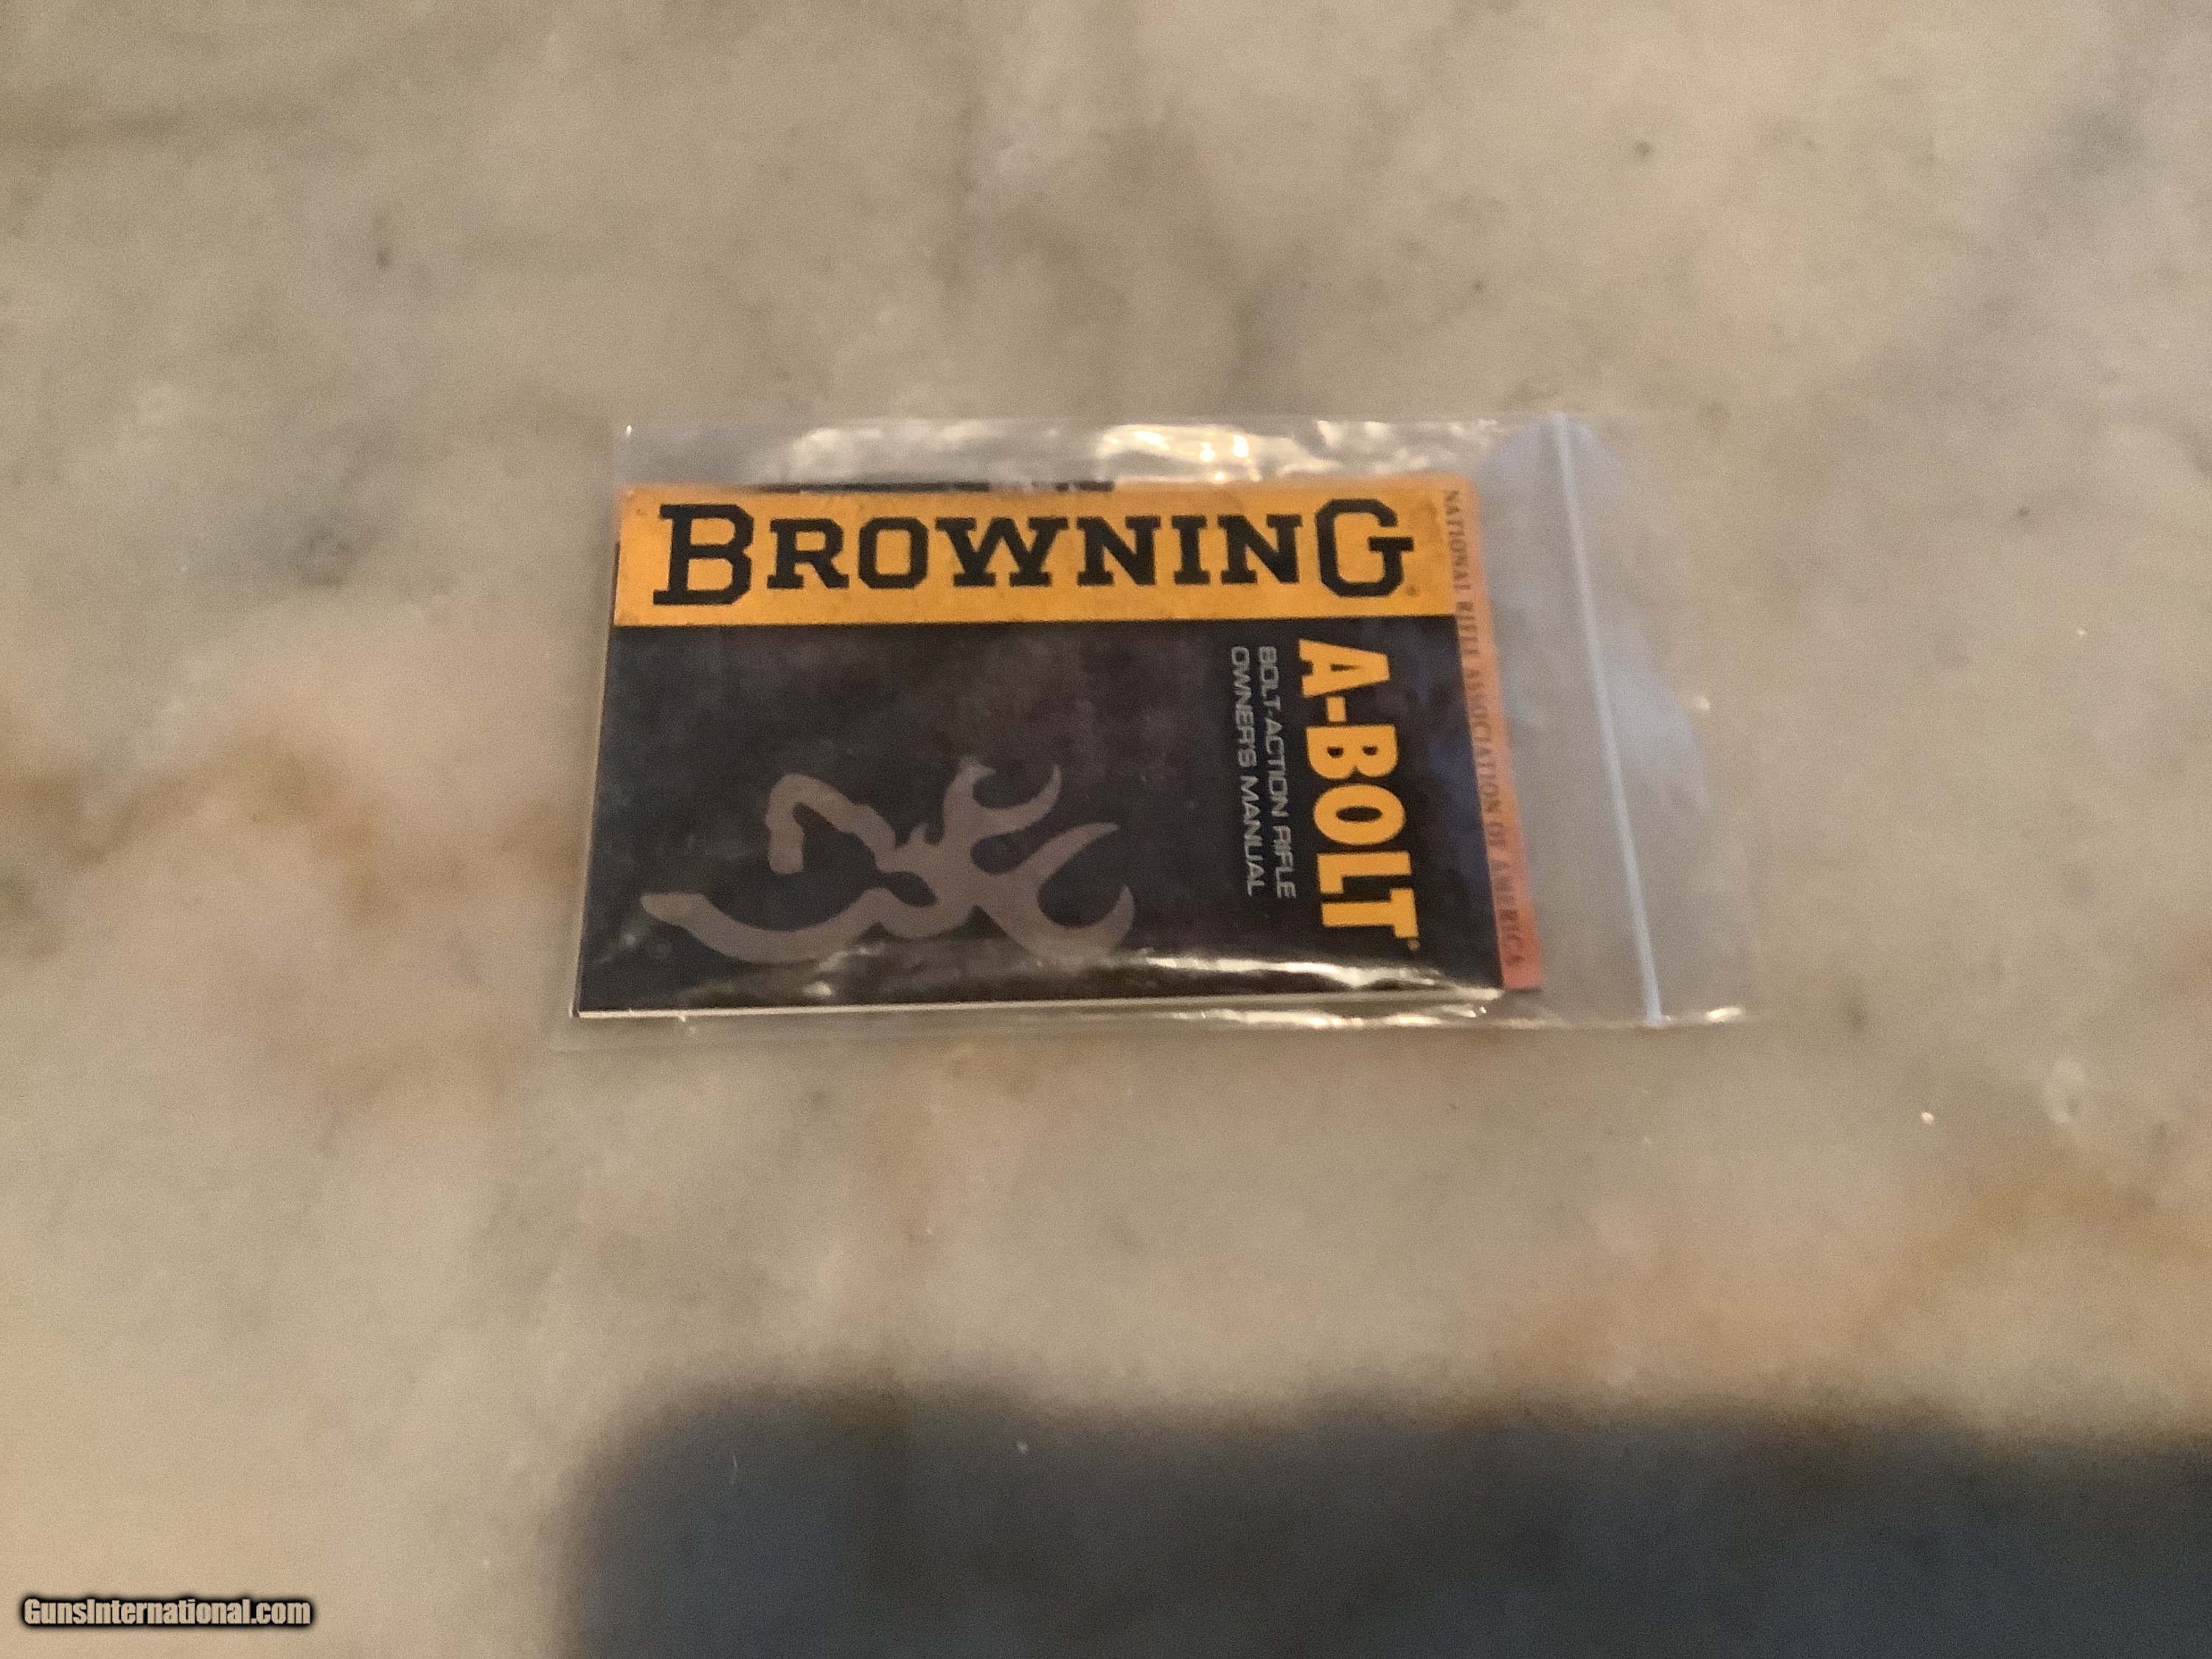 BROWNING®
A-BOLT®
BOLT-ACTION RIFLE
OWNER'S MANUAL
NATIONAL RIFLE ASSOCIATION OF AMERICA
GunsInternational.com